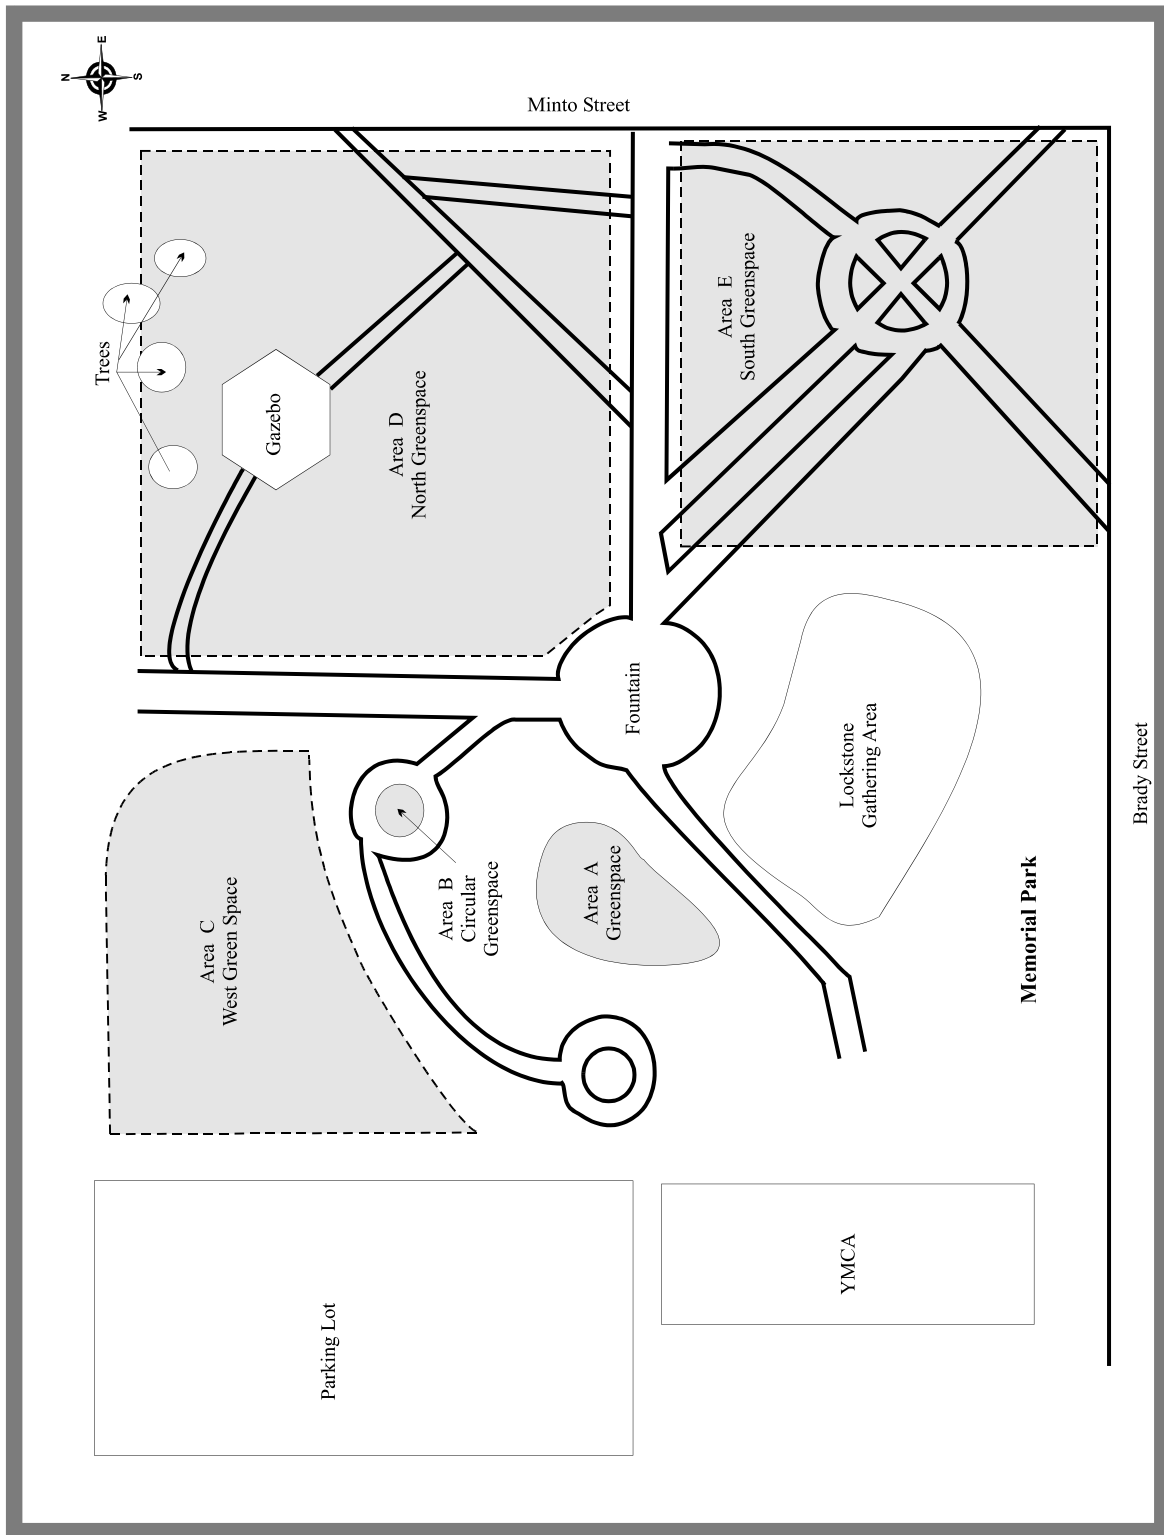 E
N
S
W
Minto Street
Trees
Gazebo
Area D
North Greenspace
Area E
South Greenspace
Fountain
Lockstone
Gathering Area
Brady Street
Area C
West Green Space
Area B
Circular
Greenspace
Area A
Greenspace
Memorial Park
Parking Lot
YMCA